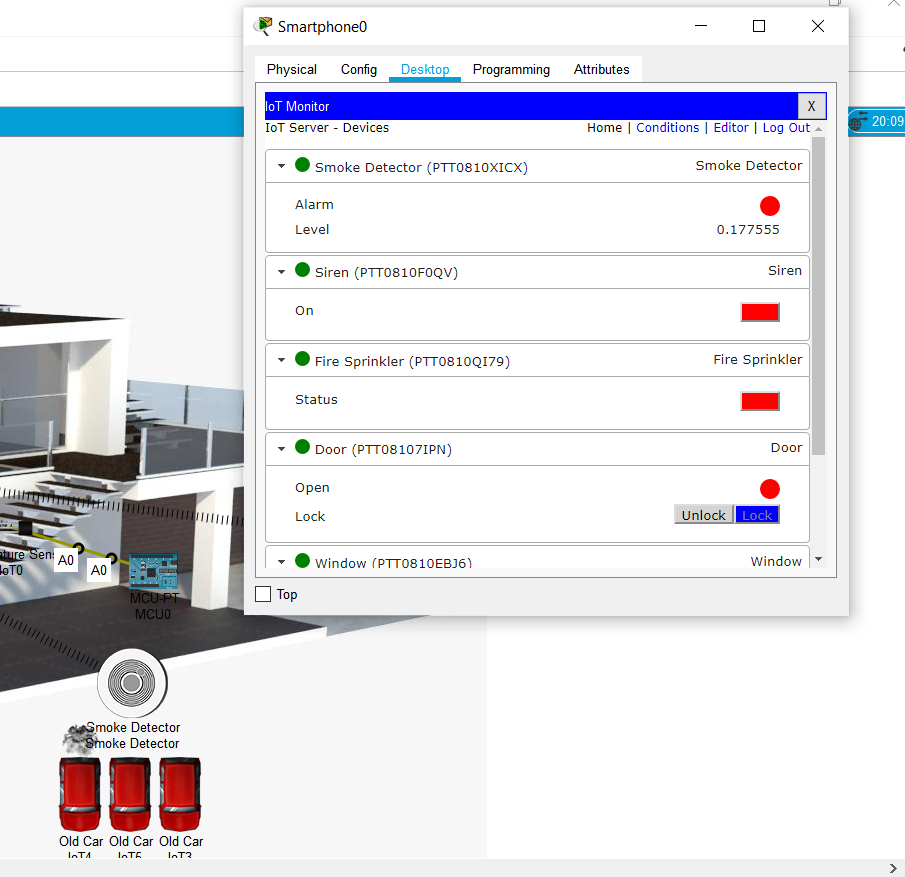 Smartphone0
Physical Config Desktop Programming Attributes
IoT Monitor X
IoT Server - Devices Home | Conditions | Editor | Log Out
20:09
Smoke Detector (PTT0810XICX) Smoke Detector
Alarm
Level 0.177555
Siren (PTT0810F0QV) Siren
On
Fire Sprinkler (PTT0810QI79) Fire Sprinkler
Status
Door (PTT08107IPN) Door
Open
Lock Unlock Lock
Window (PTT0810EBJ6) Window
Top
ature Sens
IoT0
A0
A0
MCU-PT
MCU0
Smoke Detector
Smoke Detector
Old Car Old Car Old Car
IoT4 IoT5 IoT3